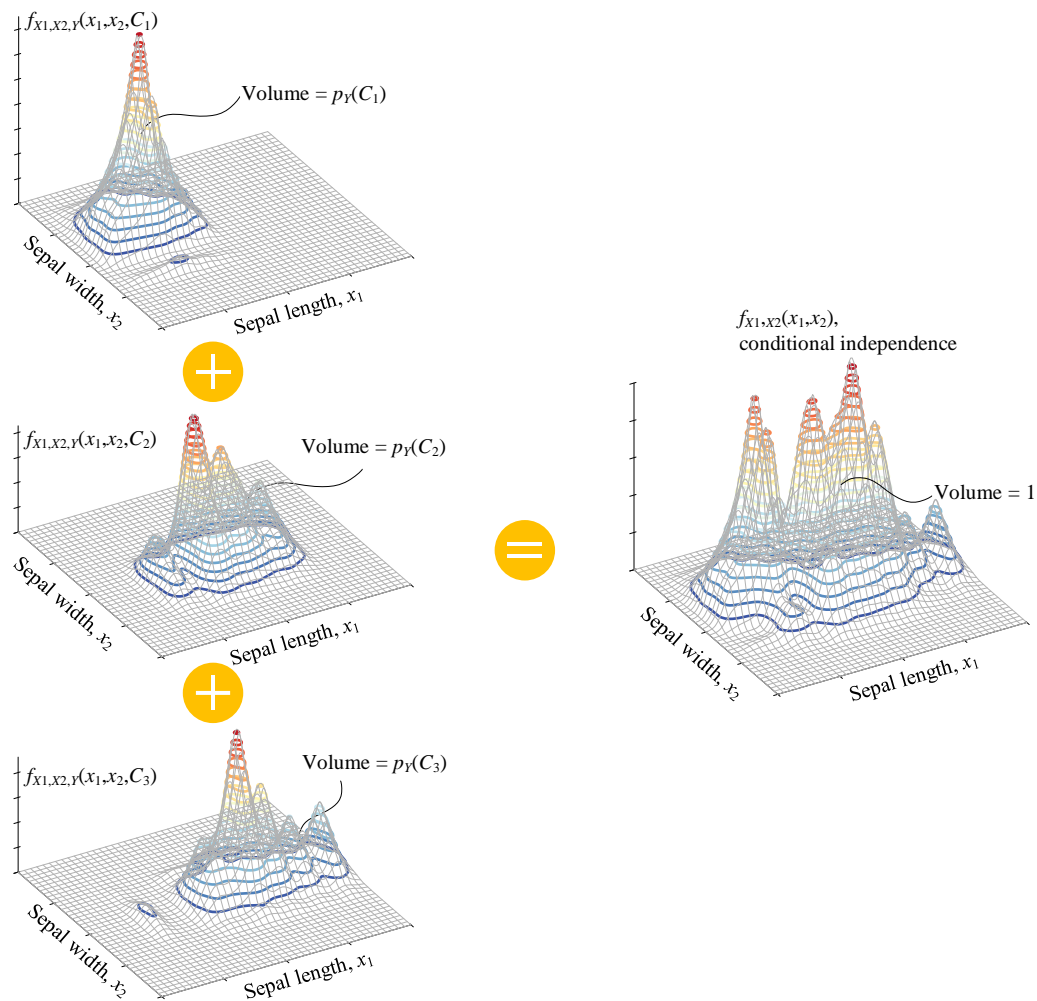 fX1,X2,Y(x1,x2,C1)
Volume = pY(C1)
Sepal width, x2
Sepal length, x1
+
fX1,X2,Y(x1,x2,C2)
Volume = pY(C2)
Sepal width, x2
Sepal length, x1
+
fX1,X2,Y(x1,x2,C3)
Volume = pY(C3)
Sepal width, x2
Sepal length, x1
=
fX1,X2(x1,x2),
conditional independence
Volume = 1
Sepal width, x2
Sepal length, x1